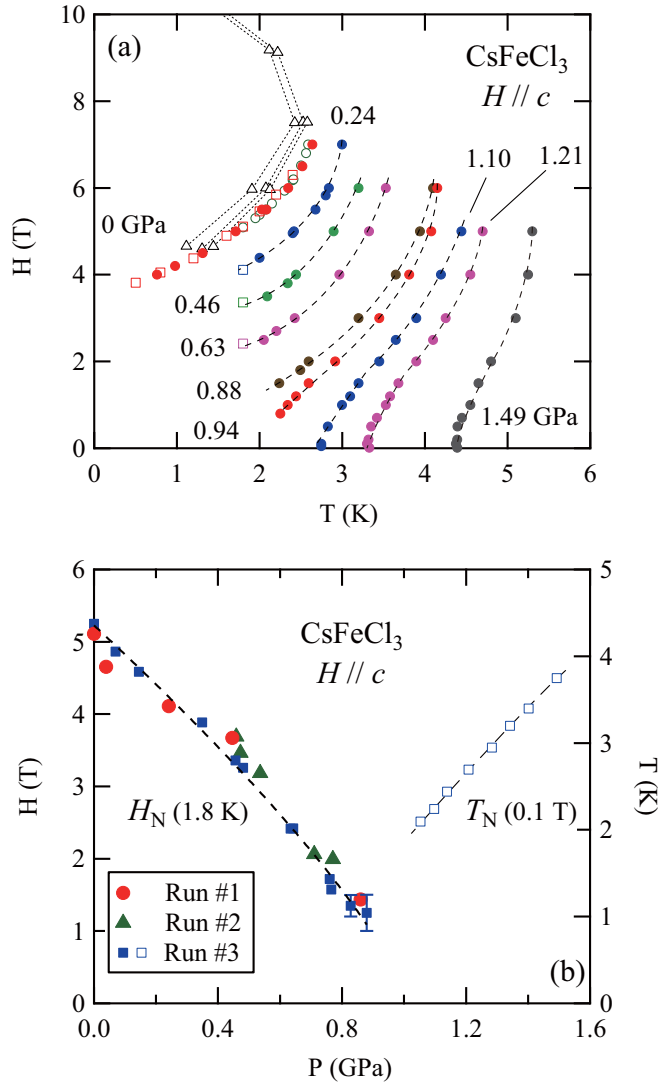 (a)
CsFeCl3
H // c
0 GPa
0.24
0.46
0.63
0.88
0.94
1.10
1.21
1.49 GPa
10
8
6
4
2
0
H (T)
0
1
2
3
4
5
6
T (K)
CsFeCl3
H // c
HN (1.8 K)
TN (0.1 T)
Run #1
Run #2
Run #3
(b)
6
5
4
3
2
1
0
H (T)
5
4
3
2
1
0
T (K)
0.0
0.4
0.8
1.2
1.6
P (GPa)